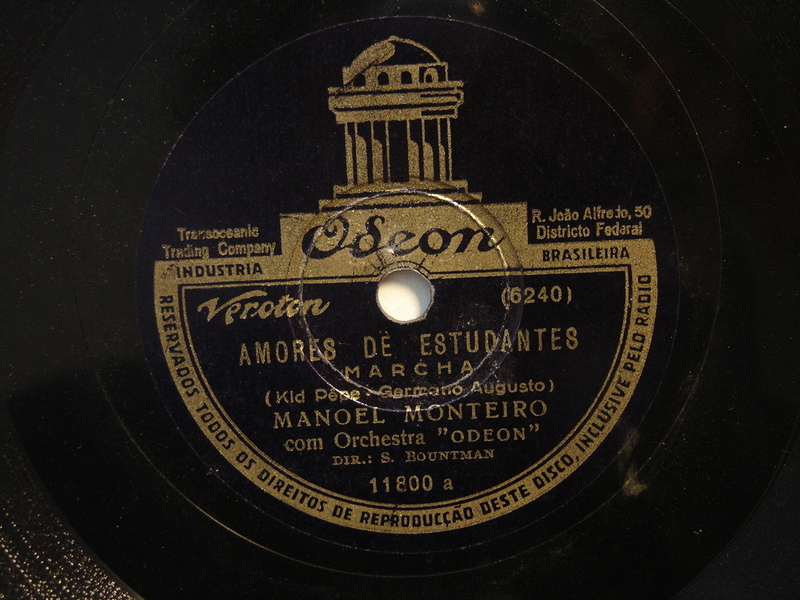 Odeon
Transoceanic
Trading Company
R. João Alfredo, 50
Districto Federal
INDUSTRIA
BRASILEIRA
Veroton
(6240)
AMORES DE ESTUDANTES
MARCHA
(Kid Pepe - Germano Augusto)
MANOEL MONTEIRO
com Orchestra "ODEON"
DIR.: S. BOUNTMAN
11800 a
RESERVADOS TODOS OS DIREITOS DE REPRODUCÇÃO DESTE DISCO, INCLUSIVE PELO RADIO